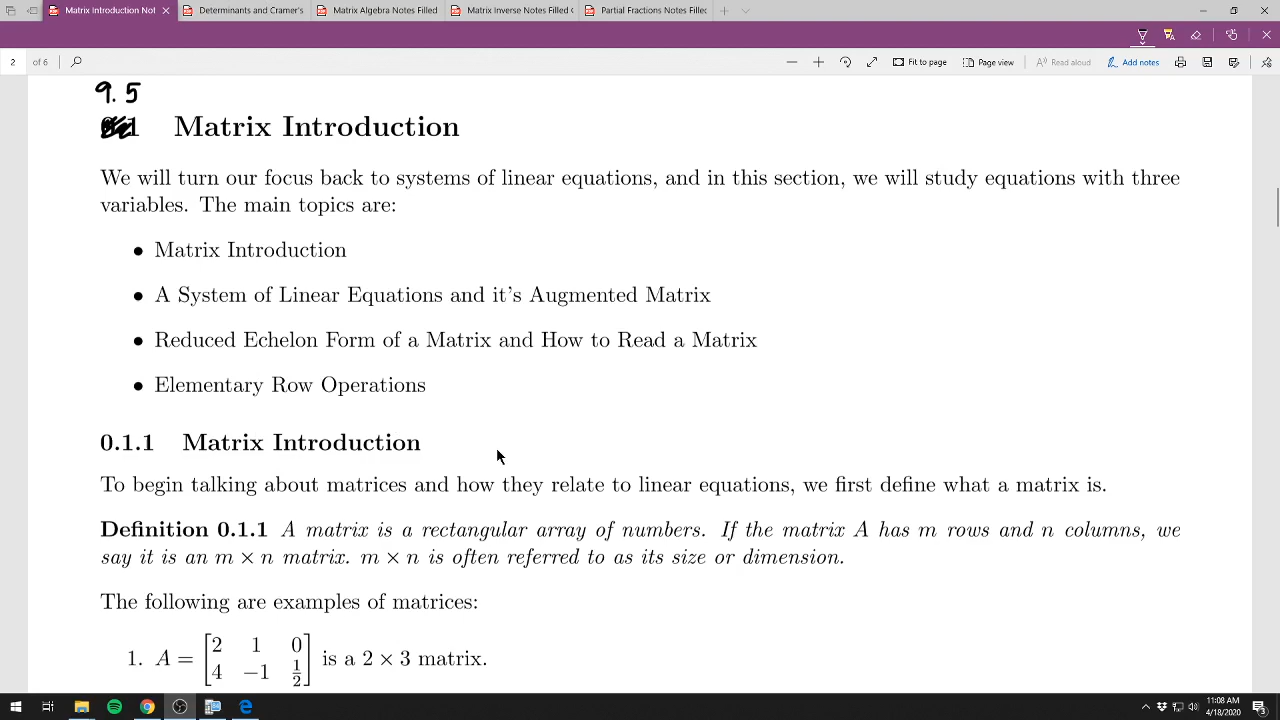 Matrix Introduction Not
Determinants and Cramer's
Matrix Algebra Notes Filled
Matrix Inverse Notes Filled
Partial Fractions Notes Filled
2 of 6
Fit to page
Page view
Read aloud
Add notes
9.5
1 Matrix Introduction
We will turn our focus back to systems of linear equations, and in this section, we will study equations with three
variables. The main topics are:
• Matrix Introduction
• A System of Linear Equations and it's Augmented Matrix
• Reduced Echelon Form of a Matrix and How to Read a Matrix
• Elementary Row Operations
0.1.1 Matrix Introduction
To begin talking about matrices and how they relate to linear equations, we first define what a matrix is.
Definition 0.1.1 A matrix is a rectangular array of numbers. If the matrix A has m rows and n columns, we
say it is an m × n matrix. m × n is often referred to as its size or dimension.
The following are examples of matrices:
1. A = [2 1 0
4 −1 1/2] is a 2 × 3 matrix.
11:08 AM
4/18/2020